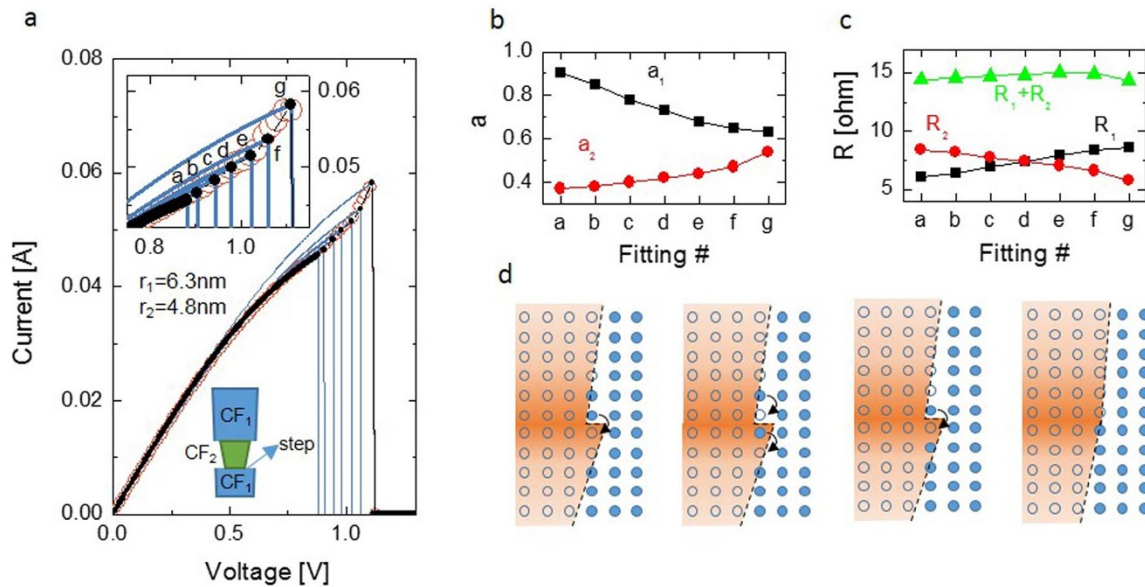 a
0.08
0.06
0.04
0.02
0.00
0.0
0.5
1.0
Current [A]
Voltage [V]
g
0.06
0.05
a b c d e f
0.8
1.0
r1=6.3nm
r2=4.8nm
CF1
CF2
step
CF1
b
1.0
0.8
0.6
0.4
a
a1
a2
a b c d e f g
Fitting #
c
15
10
5
R [ohm]
R1+R2
R2
R1
a b c d e f g
Fitting #
d